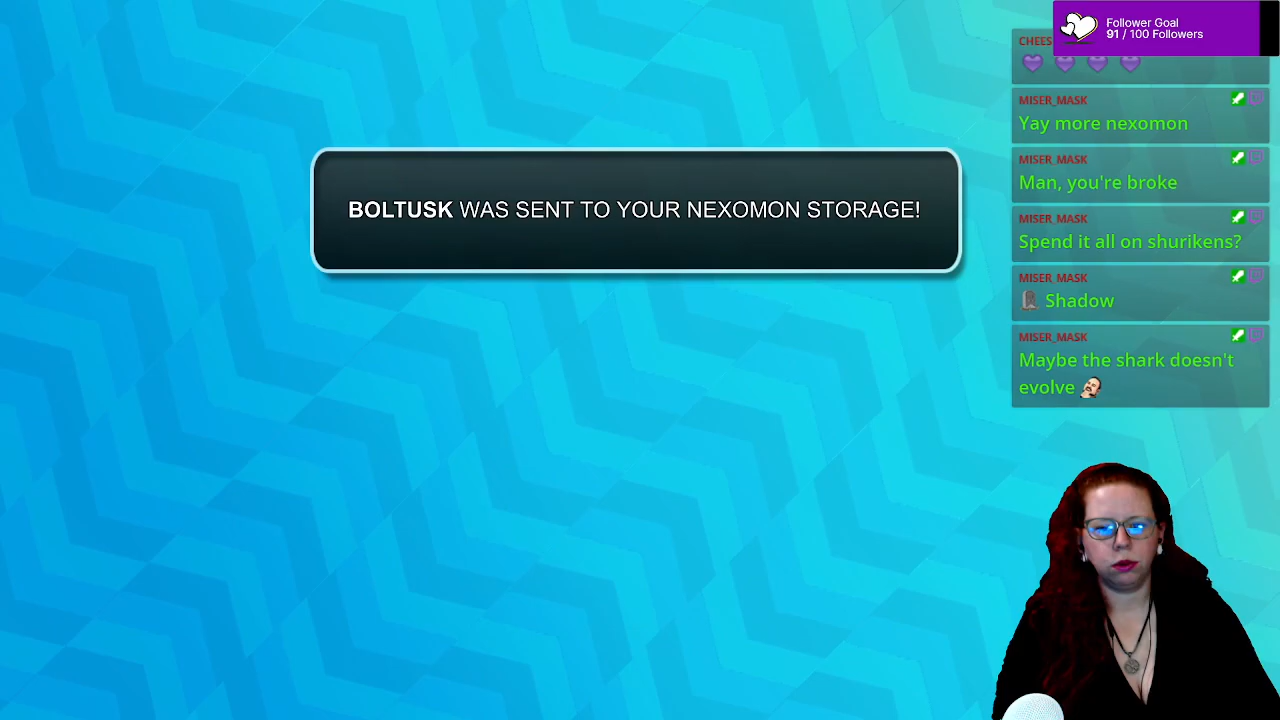 Follower Goal
91 / 100 Followers
CHEES
MISER_MASK
Yay more nexomon
MISER_MASK
Man, you're broke
MISER_MASK
Spend it all on shurikens?
MISER_MASK
Shadow
MISER_MASK
Maybe the shark doesn't
evolve
BOLTUSK WAS SENT TO YOUR NEXOMON STORAGE!